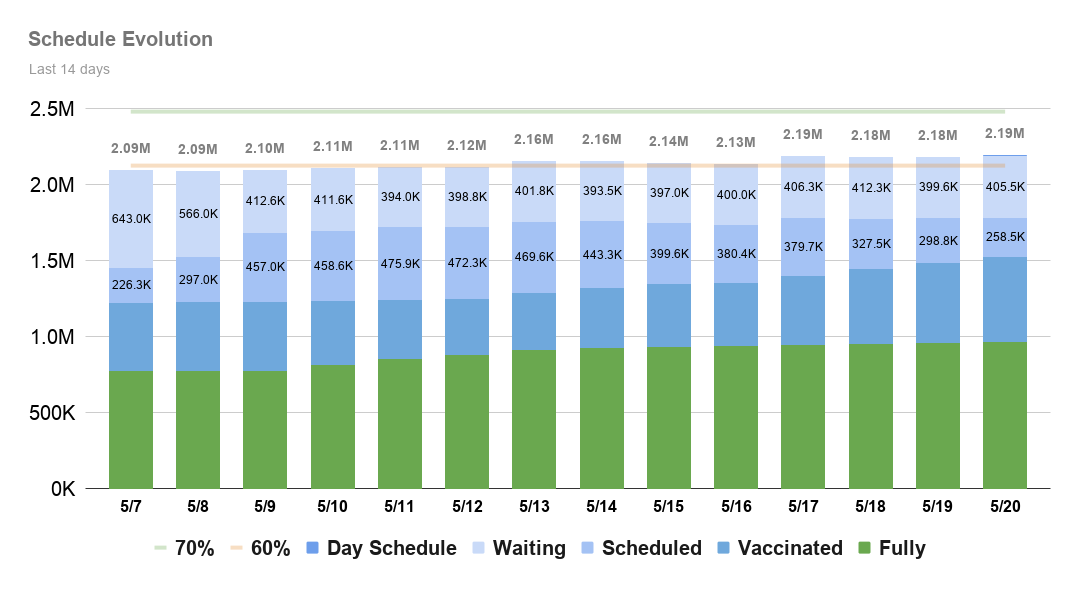 Schedule Evolution
Last 14 days
2.5M
2.09M 2.09M 2.10M 2.11M 2.11M 2.12M 2.16M 2.16M 2.14M 2.13M 2.19M 2.18M 2.18M 2.19M
2.0M
643.0K 566.0K 412.6K 411.6K 394.0K 398.8K 401.8K 393.5K 397.0K 400.0K 406.3K 412.3K 399.6K 405.5K
1.5M
226.3K 297.0K 457.0K 458.6K 475.9K 472.3K 469.6K 443.3K 399.6K 380.4K 379.7K 327.5K 298.8K 258.5K
1.0M
500K
0K
5/7 5/8 5/9 5/10 5/11 5/12 5/13 5/14 5/15 5/16 5/17 5/18 5/19 5/20
70% 60% Day Schedule Waiting Scheduled Vaccinated Fully